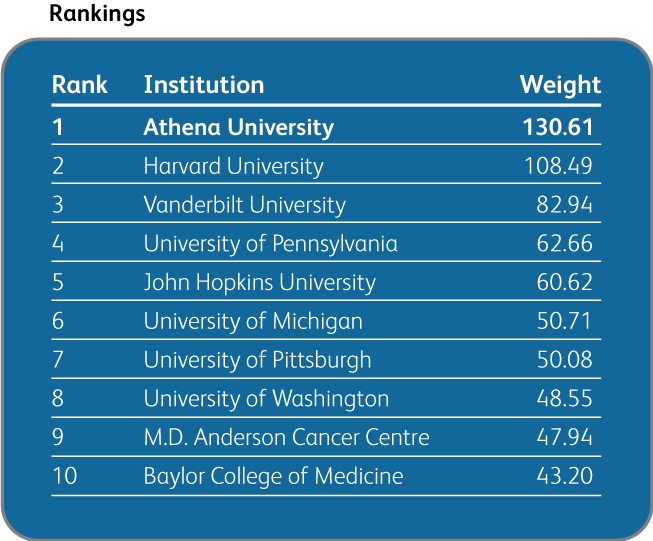 Rankings
Rank Institution Weight
1 Athena University 130.61
2 Harvard University 108.49
3 Vanderbilt University 82.94
4 University of Pennsylvania 62.66
5 John Hopkins University 60.62
6 University of Michigan 50.71
7 University of Pittsburgh 50.08
8 University of Washington 48.55
9 M.D. Anderson Cancer Centre 47.94
10 Baylor College of Medicine 43.20